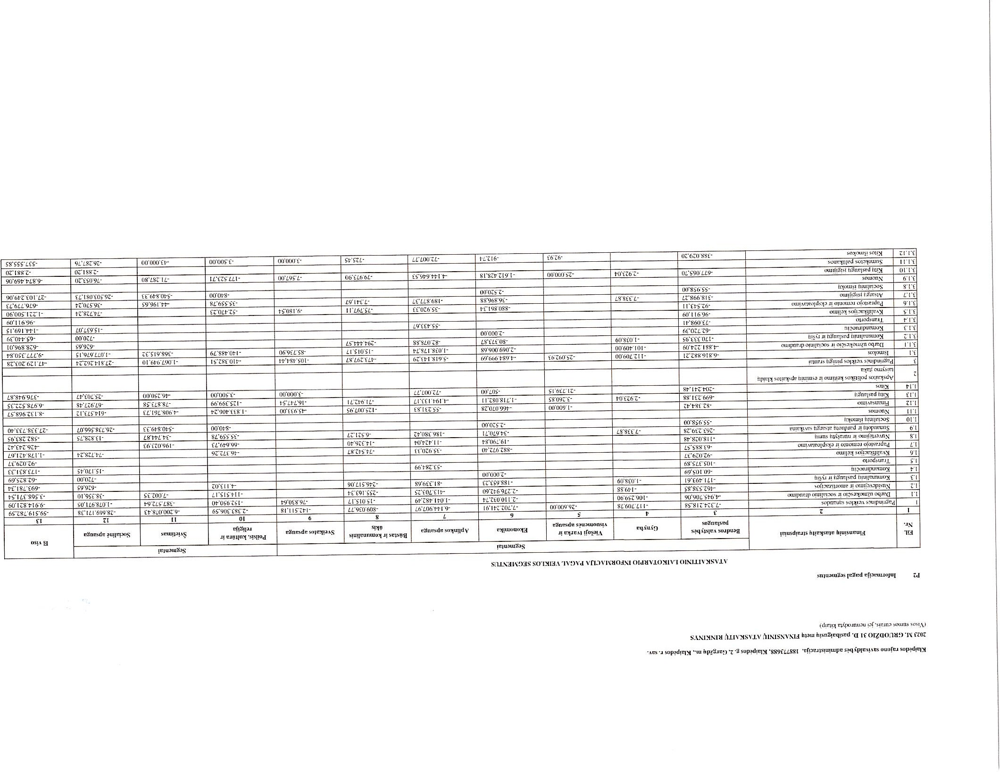 Klaipėdos rajono savivaldybės administracija, 188773688, Klaipėdos g. 2, Gargždų m., Klaipėdos r. sav.
2023 M. GRUODŽIO 31 D. pasibaigusių metų FINANSINIŲ ATASKAITŲ RINKINYS
(Visos sumos eurais, jei nenurodyta kitaip)
P2 Informacija pagal segmentus
ATASKAITINIO LAIKOTARPIO INFORMACIJA PAGAL VEIKLOS SEGMENTUS
Eil. Nr. Finansinių ataskaitų straipsniai Segmentai Segmentai Iš viso
Bendros valstybės paslaugos Gynyba Viešoji tvarka ir visuomenės apsauga Ekonomika Aplinkos apsauga Būstas ir komunalinis ūkis Sveikatos apsauga Poilsis, kultūra ir religija Švietimas Socialinė apsauga
1 2 3 4 5 6 7 8 9 10 11 12 13
1 Pagrindinės veiklos sąnaudos -7.324.218,58 -117.709,78 -26.600,00 -7.702.241,91 -6.144.907,97 -809.036,77 -142.511,18 -2.383.306,59 -6.200.078,43 -28.669.171,38 -59.519.782,59
1.1 Darbo užmokesčio ir socialinio draudimo -4.945.706,06 -106.259,90 -2.110.032,74 -1.041.482,49 -15.015,17 -76.830,64 -152.950,40 -387.572,64 -1.078.971,05 -9.914.821,09
1.2 Nusidėvėjimo ir amortizacijos -462.538,85 -149,88 -2.276.942,60 -413.703,25 -255.163,34 -114.515,17 -7.002,35 -38.356,10 -3.568.371,54
1.3 Komunalinių paslaugų ir ryšių -171.493,61 -1.038,09 -188.653,23 -81.339,68 -246.517,06 -4.113,02 -626,65 -693.781,34
1.4 Komandiruočių -60.105,69 -2.000,00 -720,00 -62.825,69
1.5 Transporto -105.375,89 -53.284,99 -15.170,45 -173.831,33
1.6 Kvalifikacijos kėlimo -92.029,37 -92.029,37
1.7 Paprastojo remonto ir eksploatavimo -63.885,57 -882.972,40 -35.920,33 -74.542,87 -46.372,26 -74.728,24 -1.178.421,67
1.8 Nuvertėjimo ir nurašytų sumų -118.028,48 -19.790,84 -11.424,04 -14.326,40 -66.649,73 -196.023,93 -426.243,42
1.9 Sunaudotų ir parduotų atsargų savikaina -263.239,28 -7.338,87 -34.670,71 -186.380,42 -6.521,27 -35.559,78 -34.744,87 -13.828,75 -582.283,95
1.10 Socialinių išmokų -55.958,00 -2.520,00 -840,00 -540.849,33 -26.738.566,07 -27.338.733,40
1.11 Nuomos
1.12 Finansavimo -82.384,42 -1.600,00 -466.070,28 -55.231,83 -125.007,95 -45.933,00 -1.833.406,24 -4.908.761,73 -614.573,12 -8.132.968,57
1.13 Kitų paslaugų -699.231,88 -2.923,04 -3.260,85 -1.718.082,11 -4.194.133,17 -71.942,71 -16.747,54 -125.399,99 -78.873,58 -67.927,48 -6.978.522,35
1.14 Kitos -204.241,48 -21.739,15 -507,00 -72.007,77 -3.000,00 -3.500,00 -46.250,00 -25.703,47 -376.948,87
2 Apskaitos politikos keitimo ir esminių apskaitos klaidų taisymo įtaka
3 Pagrindinės veiklos pinigų srautai
3.1 Išmokos -6.816.882,21 -112.709,00 -25.092,93 -4.684.999,69 -5.618.143,29 -473.297,87 -105.484,44 -410.382,51 -1.067.949,10 -27.814.262,24 -47.129.203,28
3.1.1 Darbo užmokesčio ir socialinio draudimo -4.881.224,09 -101.409,00 -2.069.006,68 -1.038.178,74 -15.015,17 -85.736,90 -140.488,79 -368.615,32 -1.077.676,15 -9.777.350,84
3.1.2 Komunalinių paslaugų ir ryšių -170.333,95 -1.038,09 -80.373,87 -82.078,88 -294.444,57 -626,65 -628.896,01
3.1.3 Komandiruočių -62.720,39 -2.000,00 -720,00 -65.440,39
3.1.4 Transporto -73.098,41 -55.433,67 -15.637,07 -144.169,15
3.1.5 Kvalifikacijos kėlimo -96.911,09 -96.911,09
3.1.6 Paprastojo remonto ir eksploatavimo -92.543,11 -880.861,34 -35.920,33 -75.797,11 -9.180,54 -52.470,23 -74.728,24 -1.221.500,90
3.1.7 Atsargų įsigijimo -318.998,27 -7.338,87 -36.896,88 -189.877,37 -7.341,67 -35.559,78 -44.196,65 -36.570,24 -676.779,73
3.1.8 Socialinių išmokų -55.958,00 -2.520,00 -840,00 -540.849,33 -26.503.081,73 -27.103.249,06
3.1.9 Nuomos
3.1.10 Kitų paslaugų įsigijimo -677.065,70 -2.923,04 -25.000,00 -1.612.428,18 -4.144.646,53 -79.973,90 -7.567,00 -177.523,71 -71.287,80 -76.053,20 -6.874.469,06
3.1.11 Sumokėtos palūkanos -2.881,20 -2.881,20
3.1.12 Kitos išmokos -388.029,20 -92,93 -912,74 -72.007,77 -725,45 -3.000,00 -3.500,00 -43.000,00 -26.287,76 -537.555,85